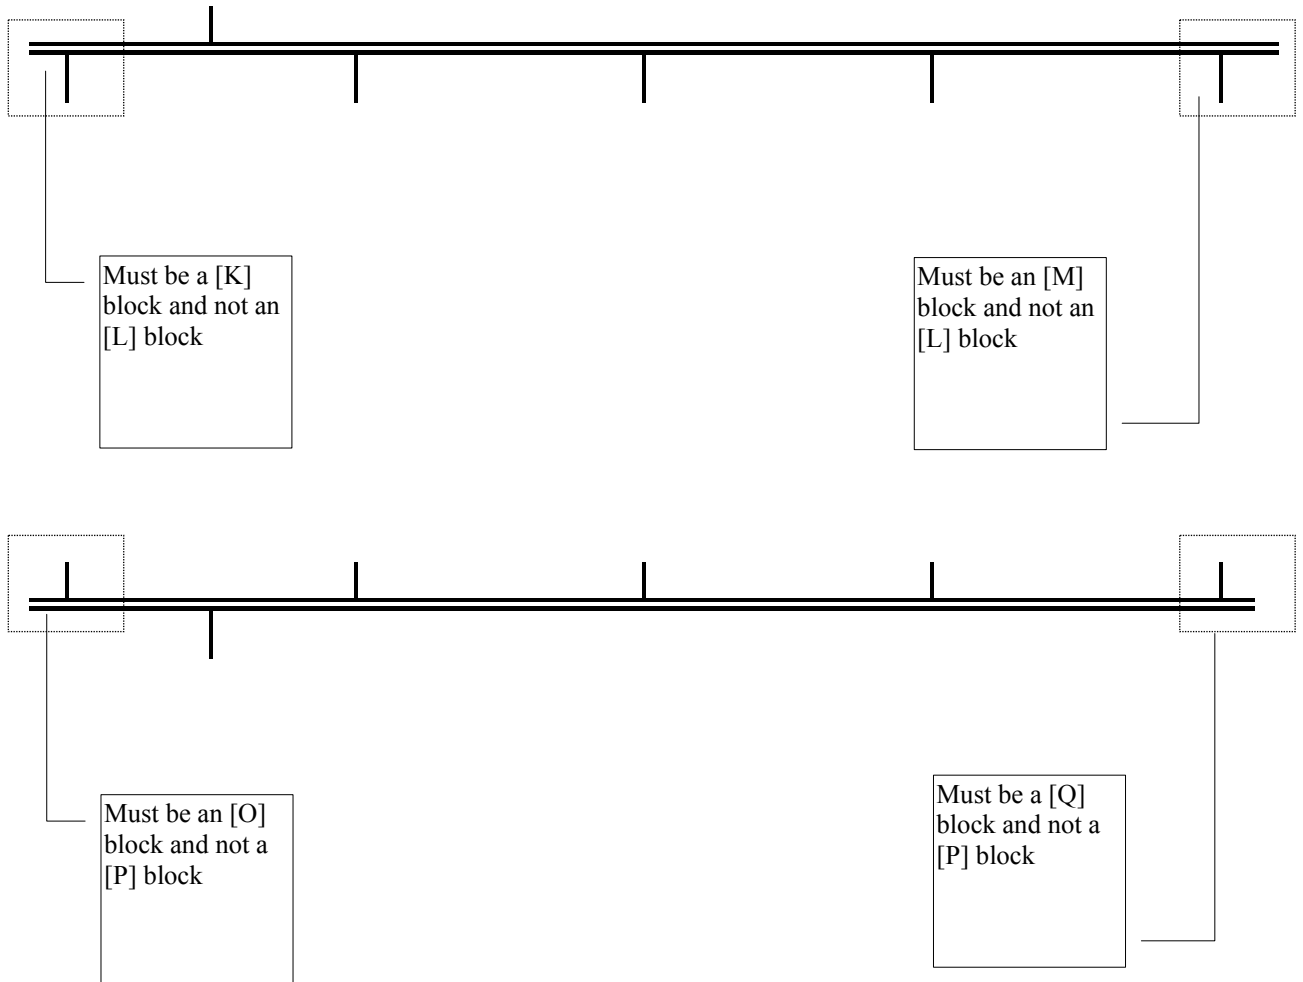 Must be a [K]
block and not an
[L] block
Must be an [M]
block and not an
[L] block
Must be an [O]
block and not a
[P] block
Must be a [Q]
block and not a
[P] block